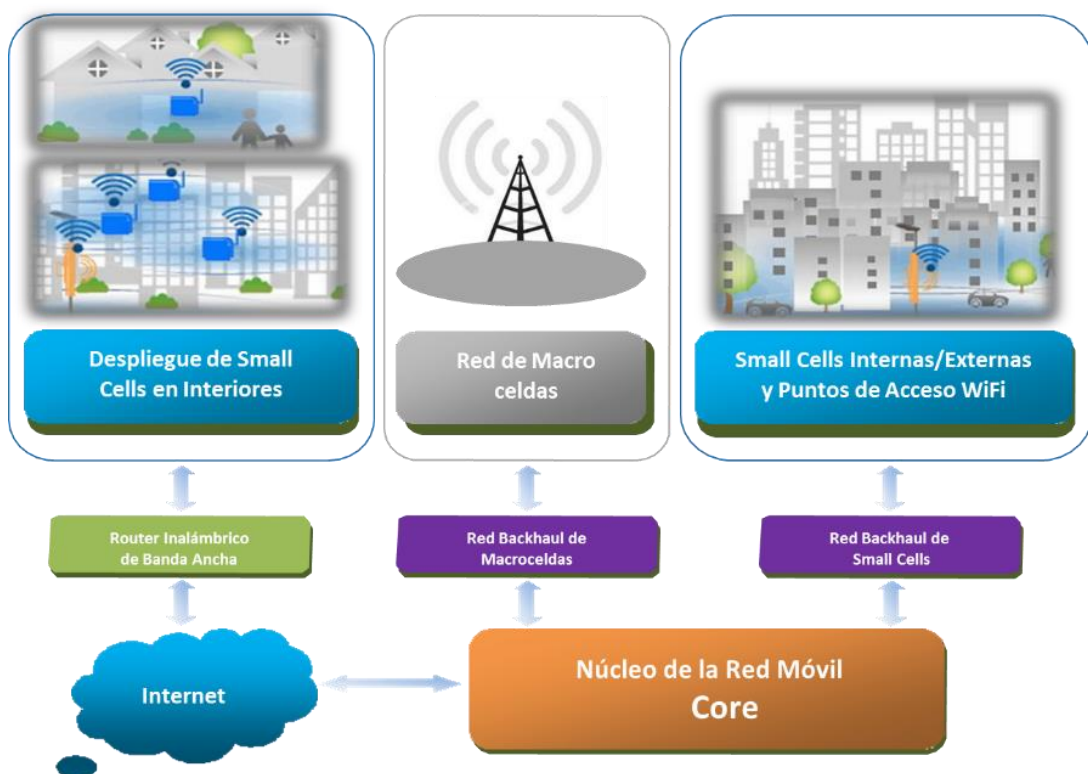 Despliegue de Small
Cells en Interiores
Red de Macro
celdas
Small Cells Internas/Externas
y Puntos de Acceso WiFi
Router Inalámbrico
de Banda Ancha
Red Backhaul de
Macroceldas
Red Backhaul de
Small Cells
Internet
Núcleo de la Red Móvil
Core